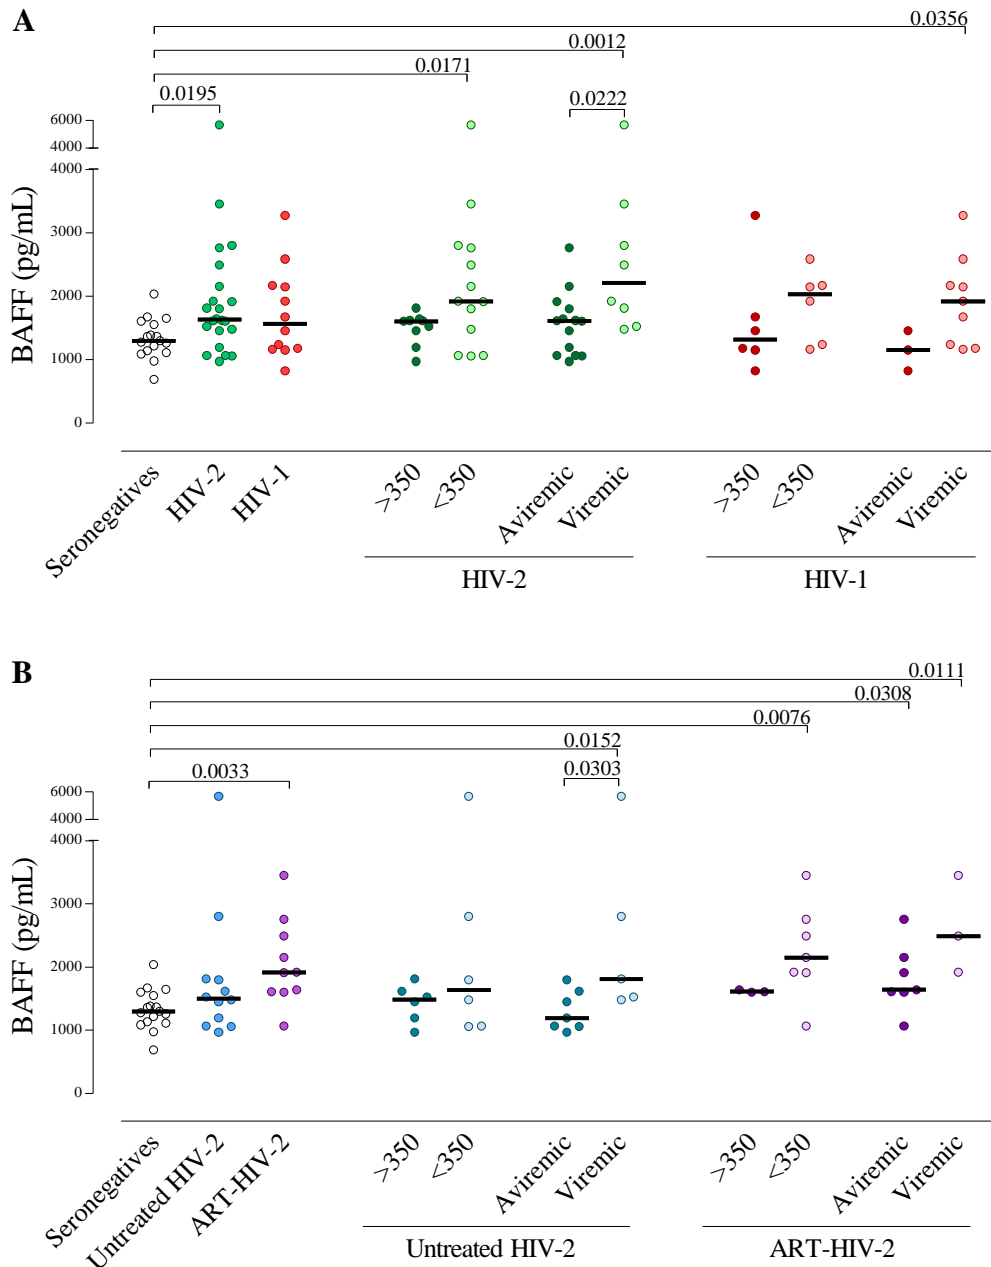 A
0.0356
0.0012
0.0171
0.0195
0.0222
6000
4000
4000
3000
2000
1000
0
BAFF (pg/mL)
Seronegatives
HIV-2
HIV-1
>350
<350
Aviremic
Viremic
>350
<350
Aviremic
Viremic
HIV-2
HIV-1
B
0.0111
0.0308
0.0076
0.0152
0.0033
0.0303
6000
4000
4000
3000
2000
1000
0
BAFF (pg/mL)
Seronegatives
Untreated HIV-2
ART-HIV-2
>350
<350
Aviremic
Viremic
>350
<350
Aviremic
Viremic
Untreated HIV-2
ART-HIV-2